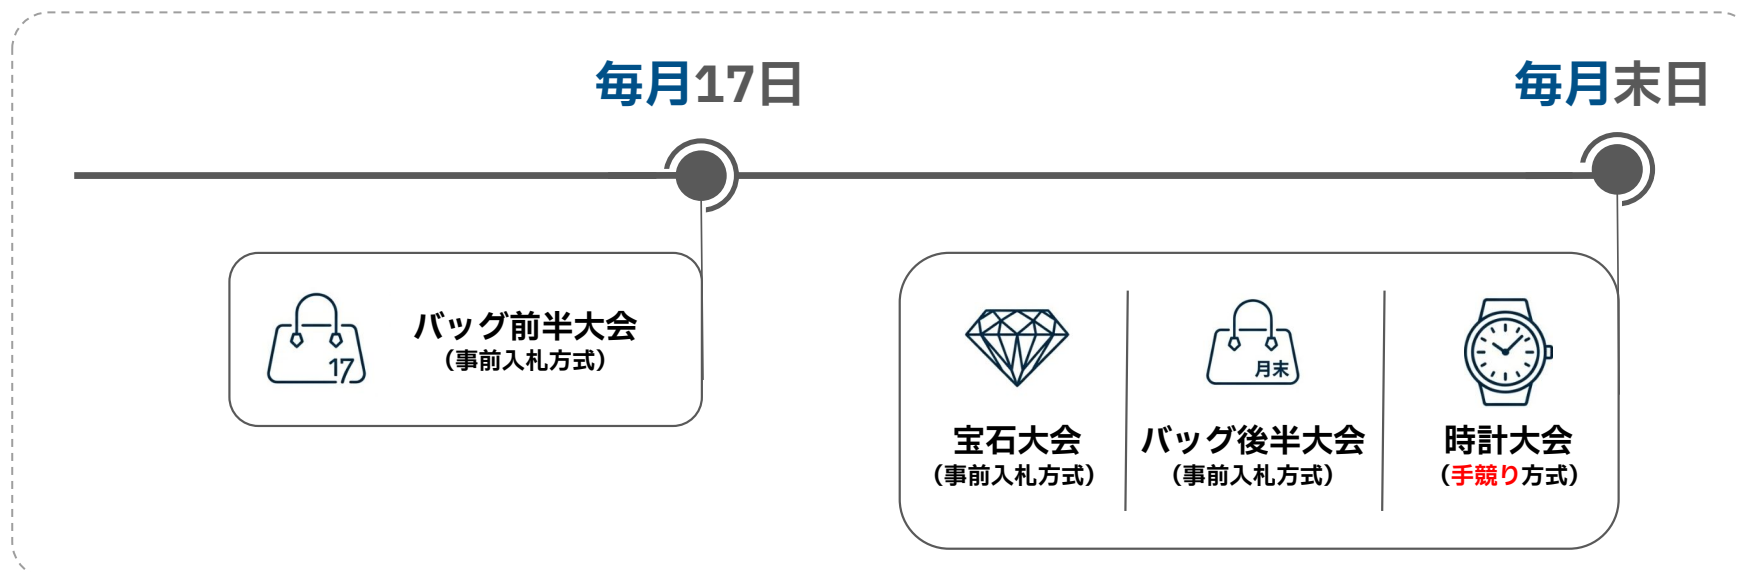 毎月17日
毎月末日
17
バッグ前半大会
（事前入札方式）
月末
宝石大会
（事前入札方式）
バッグ後半大会
（事前入札方式）
時計大会
（手競り方式）